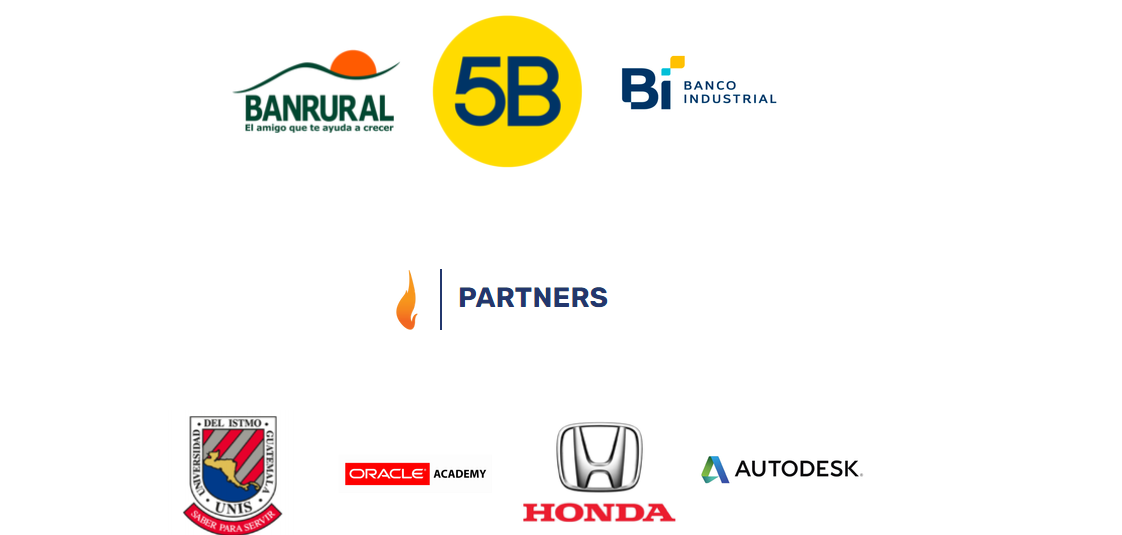 BANRURAL
El amigo que te ayuda a crecer
5B
Bi BANCO
INDUSTRIAL
PARTNERS
UNIVERSIDAD DEL ISTMO GUATEMALA
UNIS
SABER PARA SERVIR
ORACLE® ACADEMY
HONDA
AUTODESK®